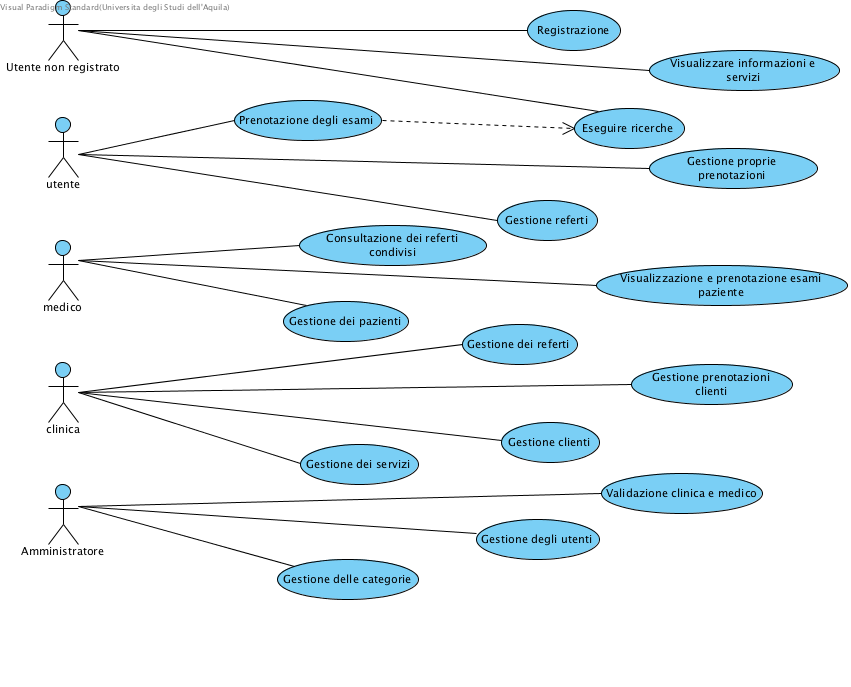 Visual Paradigm Standard(Universita degli Studi dell'Aquila)
Registrazione
Utente non registrato
Visualizzare informazioni e
servizi
Prenotazione degli esami
Eseguire ricerche
utente
Gestione proprie
prenotazioni
Gestione referti
Consultazione dei referti
condivisi
medico
Visualizzazione e prenotazione esami
paziente
Gestione dei pazienti
Gestione dei referti
Gestione prenotazioni
clienti
clinica
Gestione clienti
Gestione dei servizi
Validazione clinica e medico
Amministratore
Gestione degli utenti
Gestione delle categorie